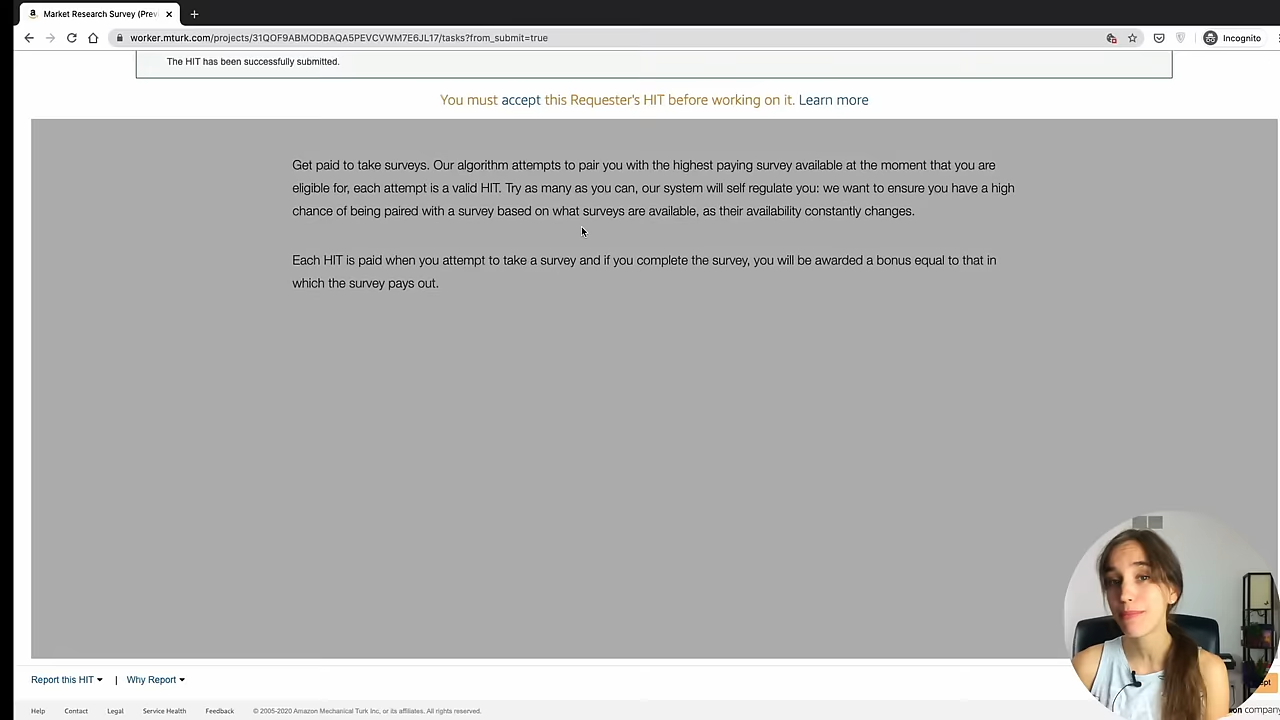 Market Research Survey (Prev
worker.mturk.com/projects/31QOF9ABMODBAQA5PEVCVWM7E6JL17/tasks?from_submit=true
Incognito
The HIT has been successfully submitted.
You must accept this Requester's HIT before working on it. Learn more
Get paid to take surveys. Our algorithm attempts to pair you with the highest paying survey available at the moment that you are
eligible for, each attempt is a valid HIT. Try as many as you can, our system will self regulate you: we want to ensure you have a high
chance of being paired with a survey based on what surveys are available, as their availability constantly changes.
Each HIT is paid when you attempt to take a survey and if you complete the survey, you will be awarded a bonus equal to that in
which the survey pays out.
Report this HIT | Why Report
Help Contact Legal Service Health Feedback © 2005-2020 Amazon Mechanical Turk Inc, or its affiliates. All rights reserved.